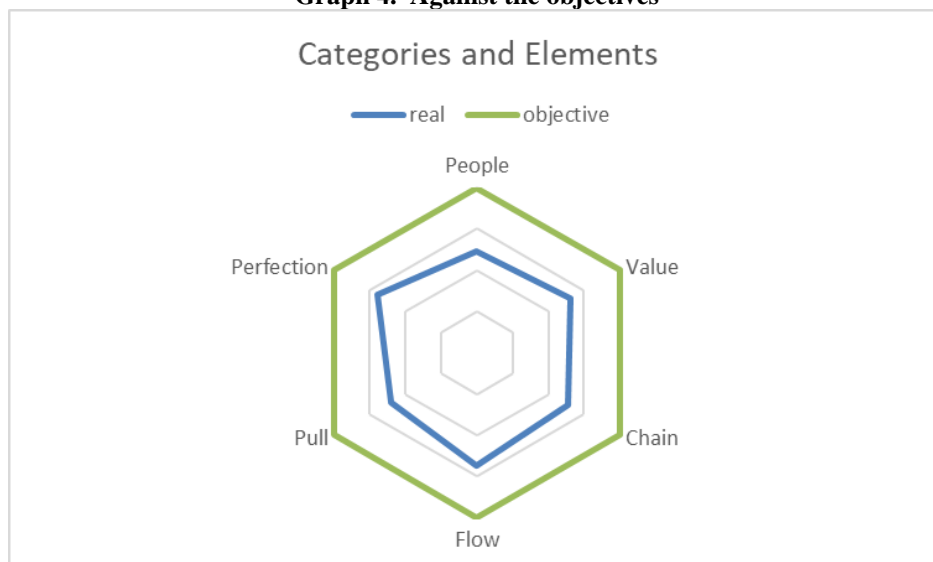 Graph 4. Against the objectives
Categories and Elements
real objective
People
Perfection Value
Pull Chain
Flow